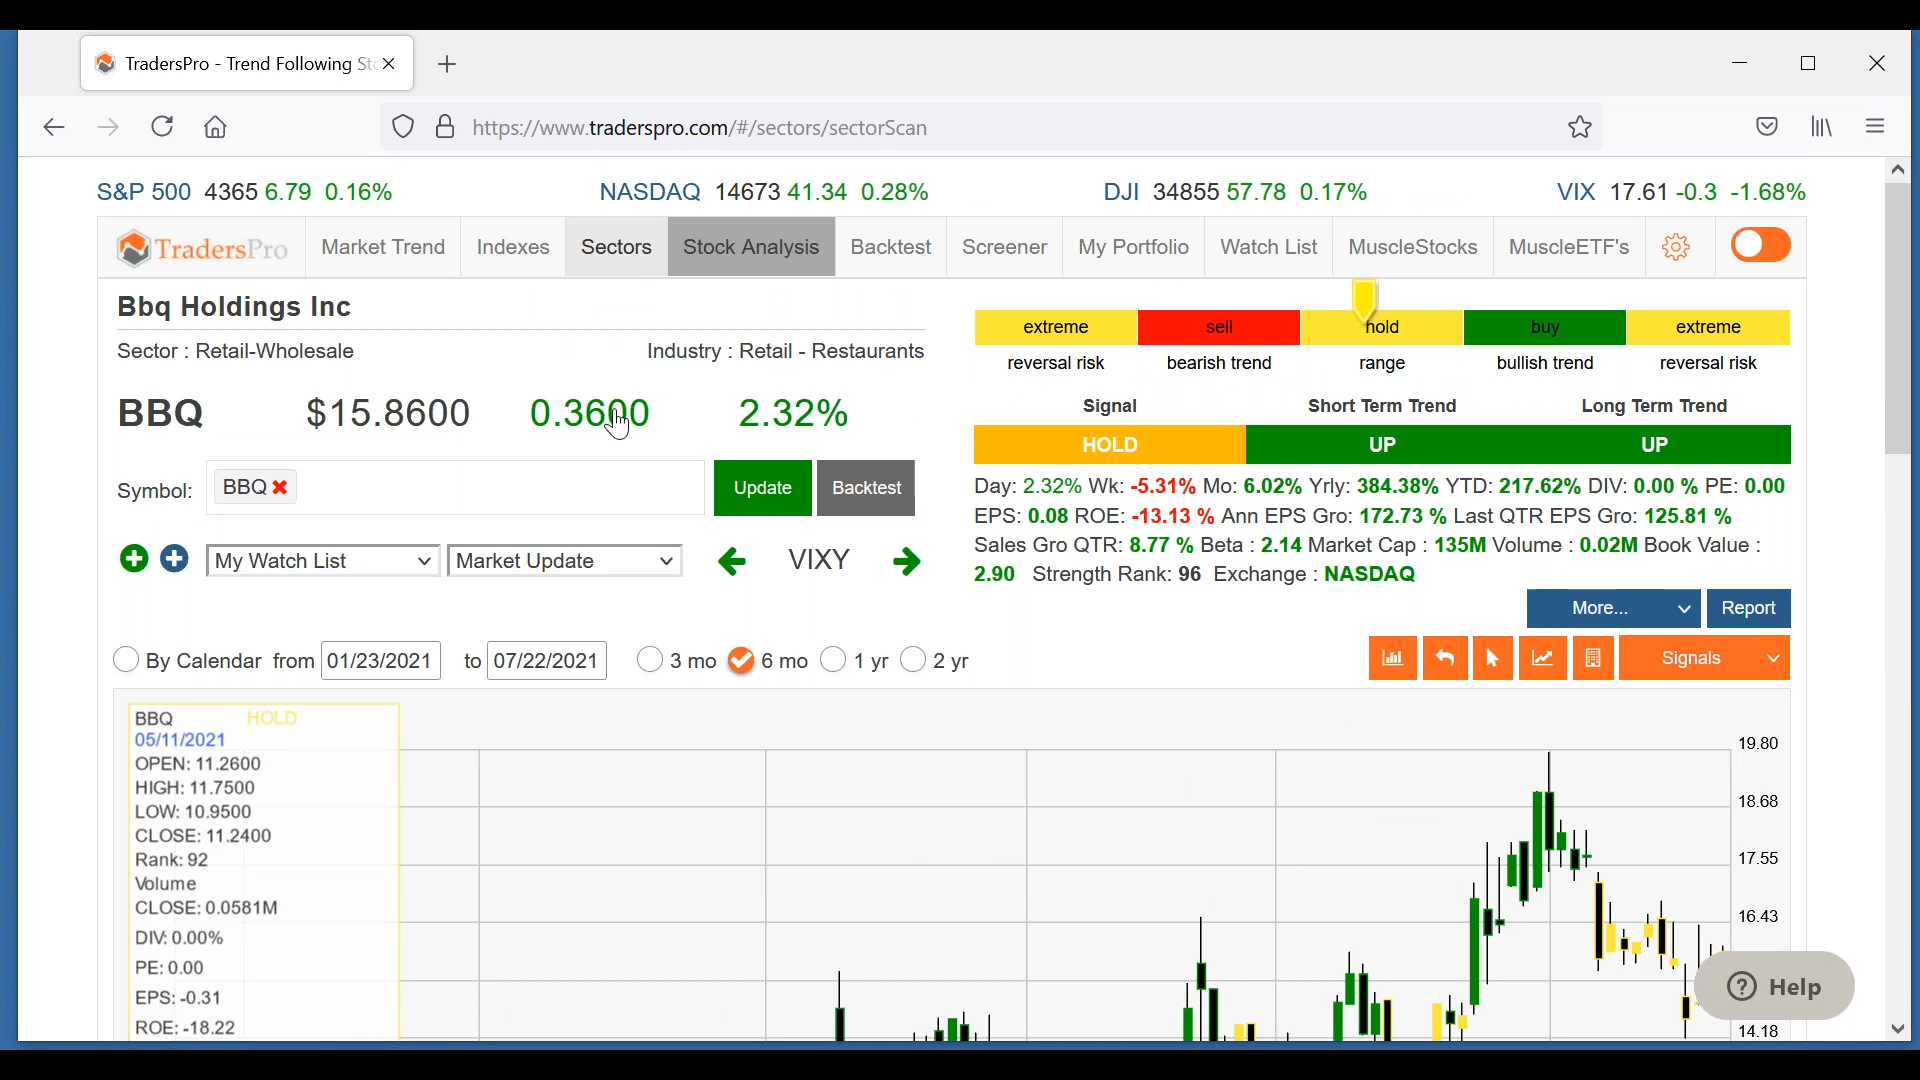 TradersPro - Trend Following Sto
https://www.traderspro.com/#/sectors/sectorScan
S&P 500 4365 6.79 0.16% NASDAQ 14673 41.34 0.28% DJI 34855 57.78 0.17% VIX 17.61 -0.3 -1.68%
TradersPro Market Trend Indexes Sectors Stock Analysis Backtest Screener My Portfolio Watch List MuscleStocks MuscleETF's
Bbq Holdings Inc
Sector : Retail-Wholesale Industry : Retail - Restaurants
BBQ $15.8600 0.3600 2.32%
Symbol: BBQ Update Backtest
My Watch List Market Update VIXY
extreme sell hold buy extreme
reversal risk bearish trend range bullish trend reversal risk
Signal Short Term Trend Long Term Trend
HOLD UP UP
Day: 2.32% Wk: -5.31% Mo: 6.02% Yrly: 384.38% YTD: 217.62% DIV: 0.00 % PE: 0.00
EPS: 0.08 ROE: -13.13 % Ann EPS Gro: 172.73 % Last QTR EPS Gro: 125.81 %
Sales Gro QTR: 8.77 % Beta : 2.14 Market Cap : 135M Volume : 0.02M Book Value :
2.90 Strength Rank: 96 Exchange : NASDAQ
More... Report
By Calendar from 01/23/2021 to 07/22/2021 3 mo 6 mo 1 yr 2 yr
Signals
BBQ HOLD
05/11/2021
OPEN: 11.2600
HIGH: 11.7500
LOW: 10.9500
CLOSE: 11.2400
Rank: 92
Volume
CLOSE: 0.0581M
DIV: 0.00%
PE: 0.00
EPS: -0.31
ROE: -18.22
19.80
18.68
17.55
16.43
14.18
Help